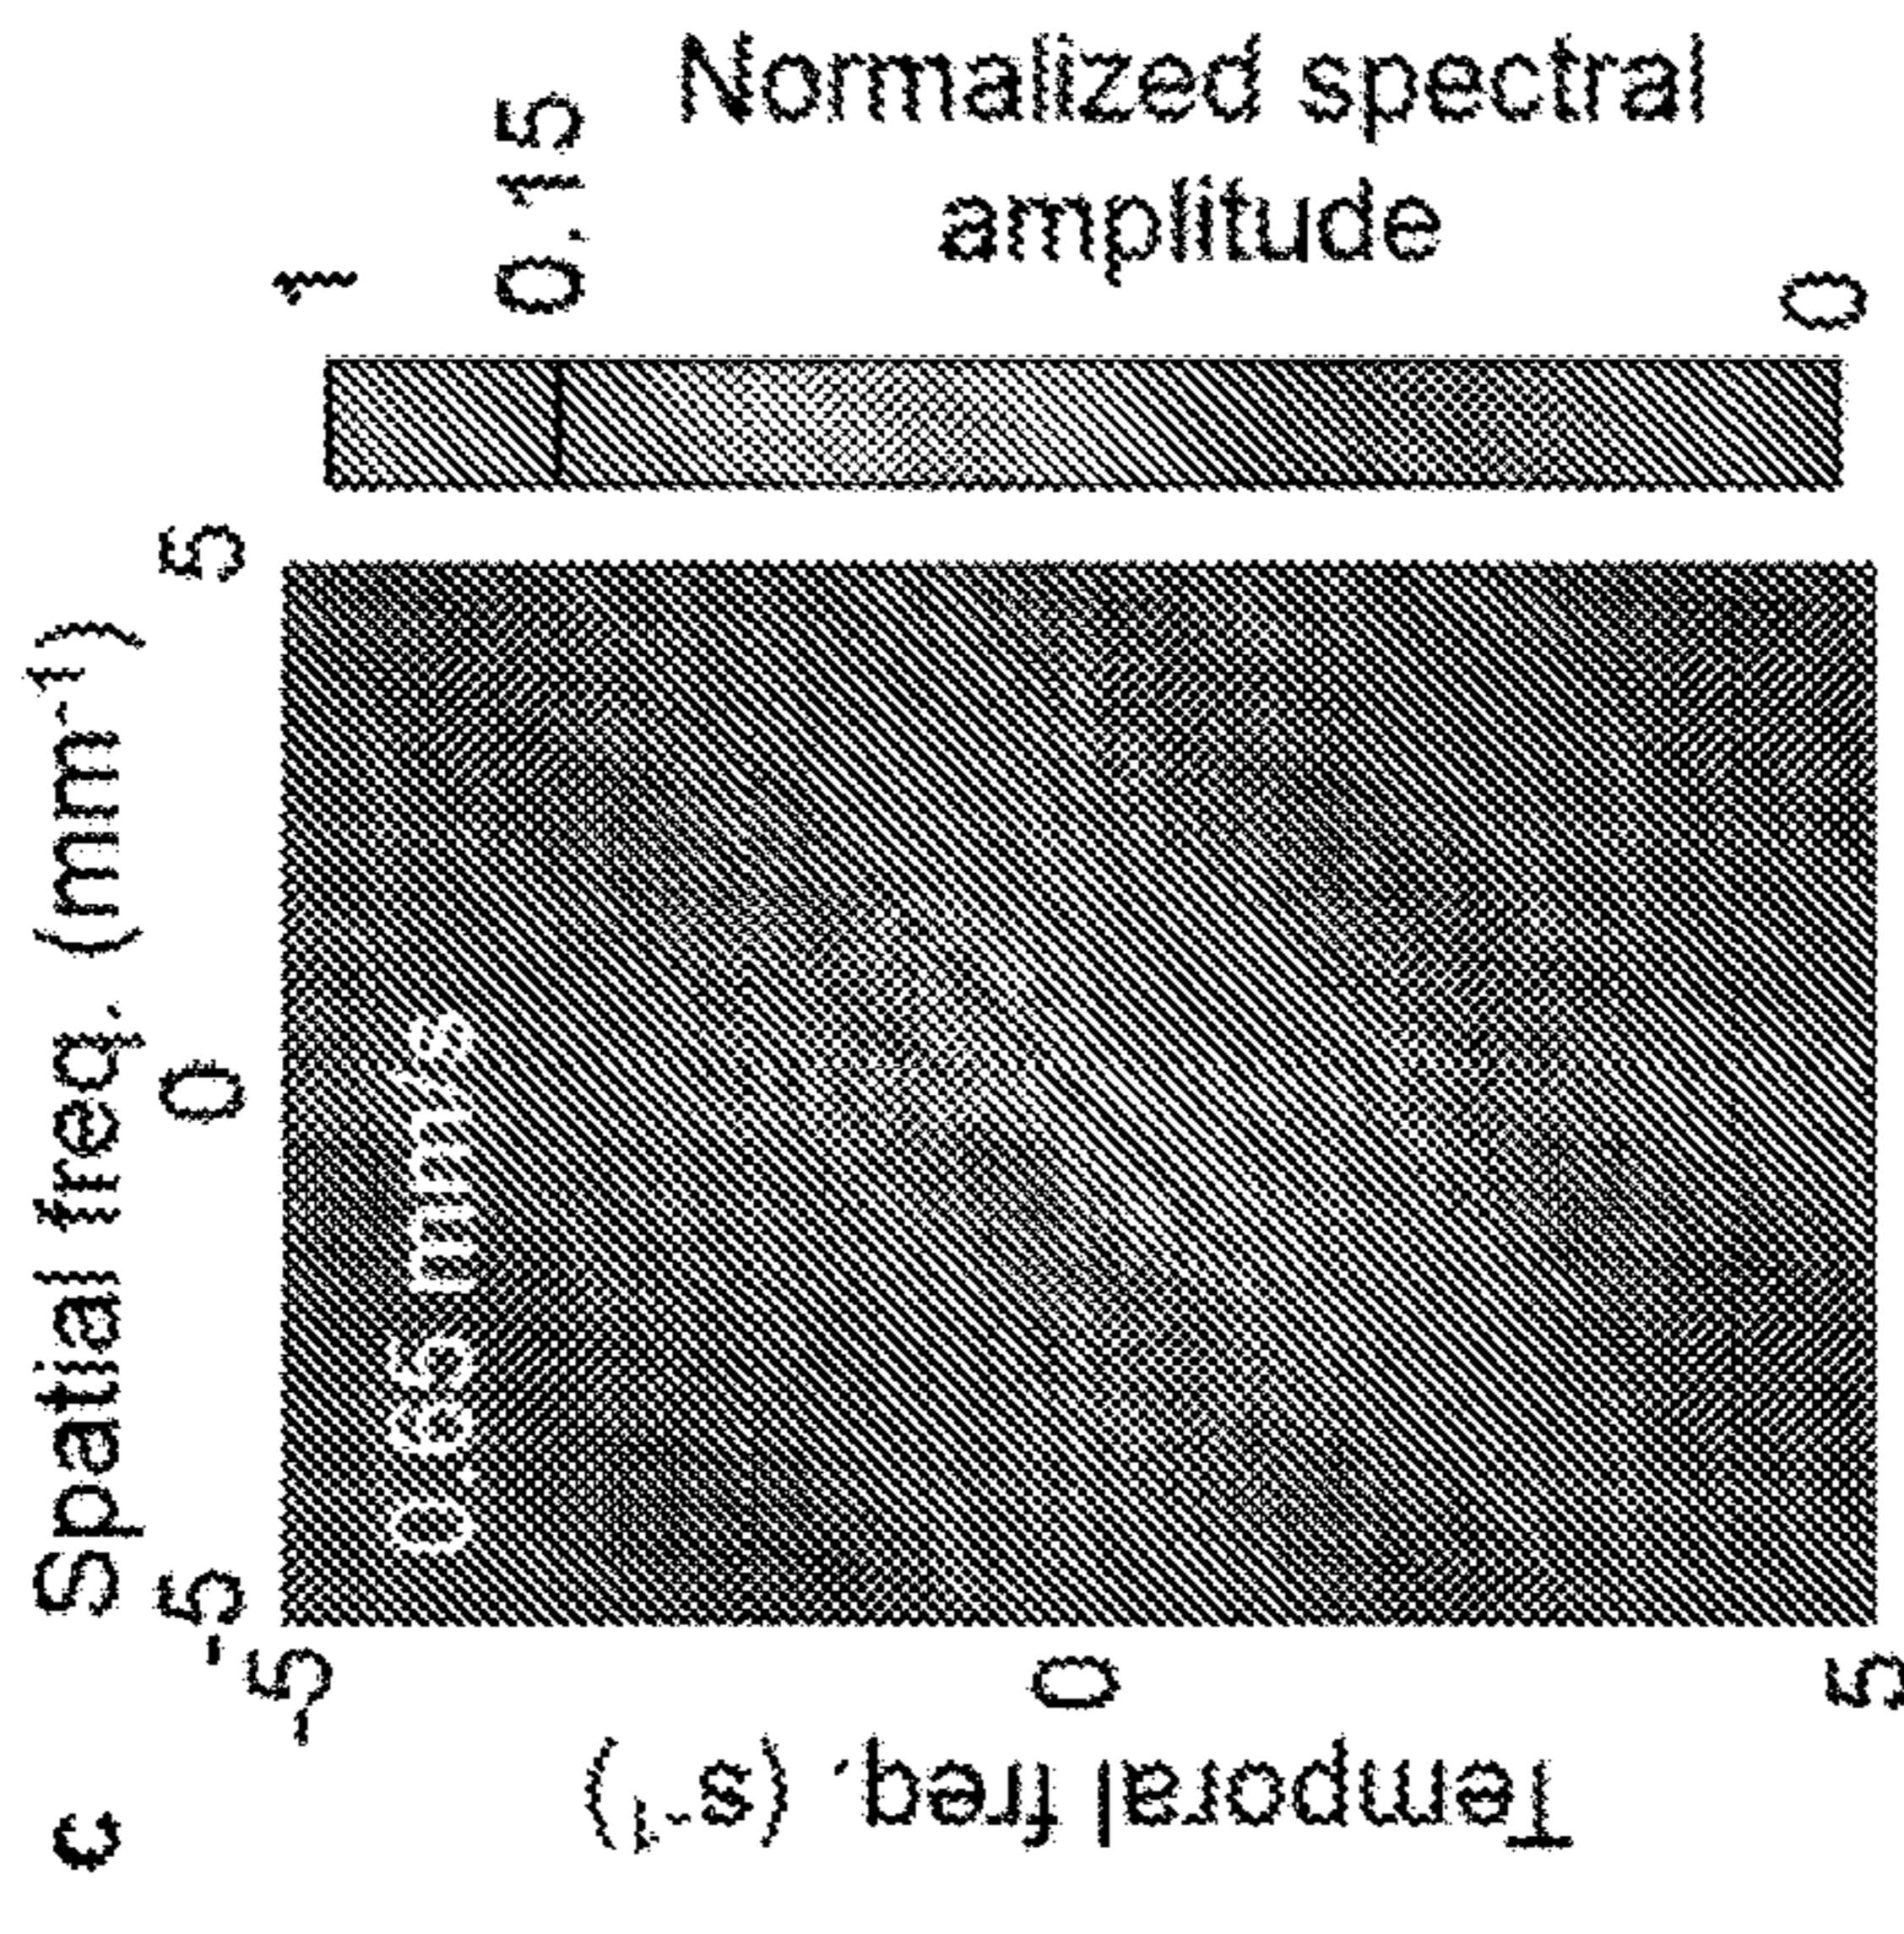 c
Spatial freq. (mm⁻¹)
-5
0
5
-5
0
5
Temporal freq. (s⁻¹)
0.65 mm/s
1
0.15
0
Normalized spectral
amplitude